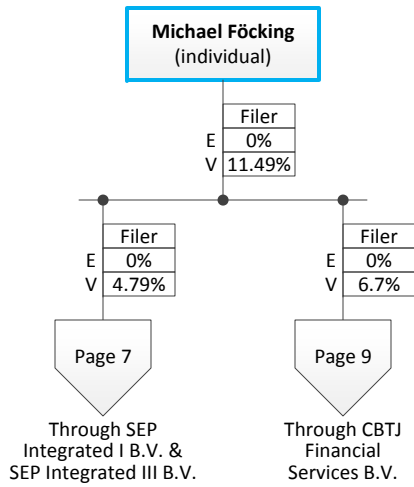 Michael Föcking
(individual)
Filer
E 0%
V 11.49%
Filer
E 0%
V 4.79%
Filer
E 0%
V 6.7%
Page 7
Page 9
Through SEP
Integrated I B.V. &
SEP Integrated III B.V.
Through CBTJ
Financial
Services B.V.